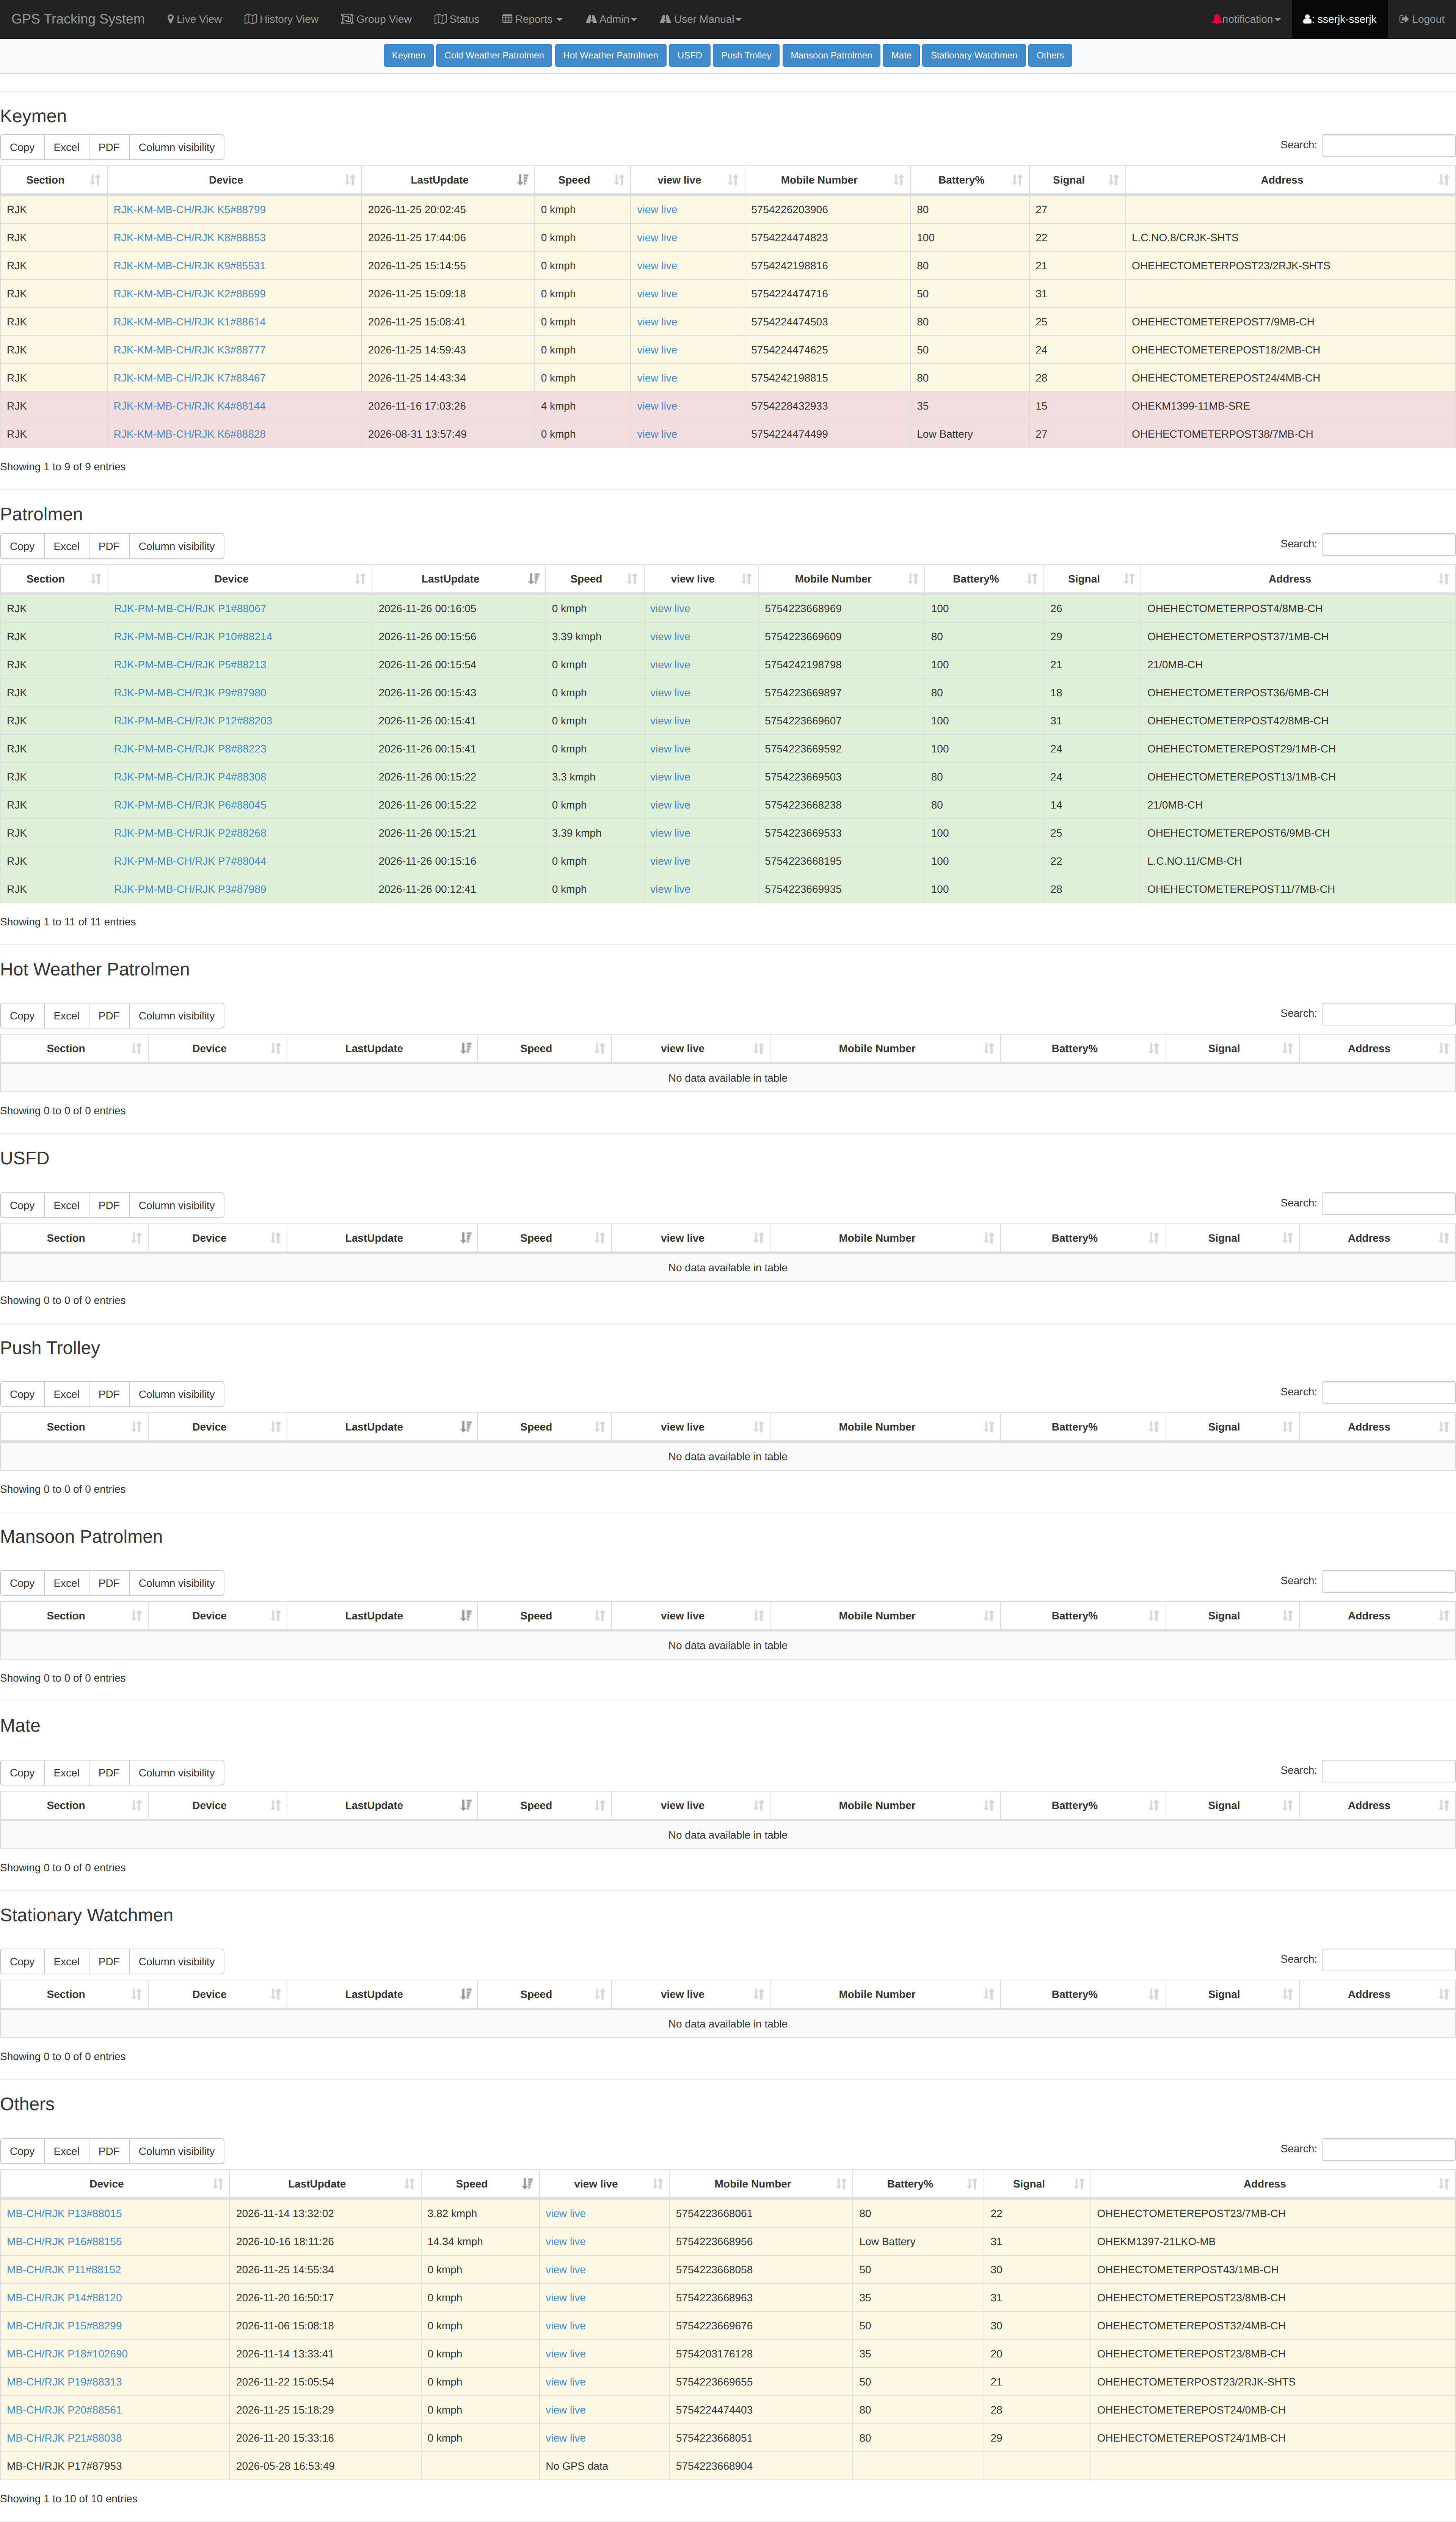 GPS Tracking System Live View History View Group View Status Reports Admin User Manual notification : sserjk-sserjk Logout
Keymen Cold Weather Patrolmen Hot Weather Patrolmen USFD Push Trolley Mansoon Patrolmen Mate Stationary Watchmen Others
Keymen
Copy Excel PDF Column visibility Search:
Section Device LastUpdate Speed view live Mobile Number Battery% Signal Address
RJK RJK-KM-MB-CH/RJK K5#88799 2026-11-25 20:02:45 0 kmph view live 5754226203906 80 27
RJK RJK-KM-MB-CH/RJK K8#88853 2026-11-25 17:44:06 0 kmph view live 5754224474823 100 22 L.C.NO.8/CRJK-SHTS
RJK RJK-KM-MB-CH/RJK K9#85531 2026-11-25 15:14:55 0 kmph view live 5754242198816 80 21 OHEHECTOMETERPOST23/2RJK-SHTS
RJK RJK-KM-MB-CH/RJK K2#88699 2026-11-25 15:09:18 0 kmph view live 5754224474716 50 31
RJK RJK-KM-MB-CH/RJK K1#88614 2026-11-25 15:08:41 0 kmph view live 5754224474503 80 25 OHEHECTOMETEREPOST7/9MB-CH
RJK RJK-KM-MB-CH/RJK K3#88777 2026-11-25 14:59:43 0 kmph view live 5754224474625 50 24 OHEHECTOMETEREPOST18/2MB-CH
RJK RJK-KM-MB-CH/RJK K7#88467 2026-11-25 14:43:34 0 kmph view live 5754242198815 80 28 OHEHECTOMETEREPOST24/4MB-CH
RJK RJK-KM-MB-CH/RJK K4#88144 2026-11-16 17:03:26 4 kmph view live 5754228432933 35 15 OHEKM1399-11MB-SRE
RJK RJK-KM-MB-CH/RJK K6#88828 2026-08-31 13:57:49 0 kmph view live 5754224474499 Low Battery 27 OHEHECTOMETERPOST38/7MB-CH
Showing 1 to 9 of 9 entries
Patrolmen
Copy Excel PDF Column visibility Search:
Section Device LastUpdate Speed view live Mobile Number Battery% Signal Address
RJK RJK-PM-MB-CH/RJK P1#88067 2026-11-26 00:16:05 0 kmph view live 5754223668969 100 26 OHEHECTOMETERPOST4/8MB-CH
RJK RJK-PM-MB-CH/RJK P10#88214 2026-11-26 00:15:56 3.39 kmph view live 5754223669609 80 29 OHEHECTOMETERPOST37/1MB-CH
RJK RJK-PM-MB-CH/RJK P5#88213 2026-11-26 00:15:54 0 kmph view live 5754242198798 100 21 21/0MB-CH
RJK RJK-PM-MB-CH/RJK P9#87980 2026-11-26 00:15:43 0 kmph view live 5754223669897 80 18 OHEHECTOMETERPOST36/6MB-CH
RJK RJK-PM-MB-CH/RJK P12#88203 2026-11-26 00:15:41 0 kmph view live 5754223669607 100 31 OHEHECTOMETERPOST42/8MB-CH
RJK RJK-PM-MB-CH/RJK P8#88223 2026-11-26 00:15:41 0 kmph view live 5754223669592 100 24 OHEHECTOMETEREPOST29/1MB-CH
RJK RJK-PM-MB-CH/RJK P4#88308 2026-11-26 00:15:22 3.3 kmph view live 5754223669503 80 24 OHEHECTOMETEREPOST13/1MB-CH
RJK RJK-PM-MB-CH/RJK P6#88045 2026-11-26 00:15:22 0 kmph view live 5754223668238 80 14 21/0MB-CH
RJK RJK-PM-MB-CH/RJK P2#88268 2026-11-26 00:15:21 3.39 kmph view live 5754223669533 100 25 OHEHECTOMETEREPOST6/9MB-CH
RJK RJK-PM-MB-CH/RJK P7#88044 2026-11-26 00:15:16 0 kmph view live 5754223668195 100 22 L.C.NO.11/CMB-CH
RJK RJK-PM-MB-CH/RJK P3#87989 2026-11-26 00:12:41 0 kmph view live 5754223669935 100 28 OHEHECTOMETEREPOST11/7MB-CH
Showing 1 to 11 of 11 entries
Hot Weather Patrolmen
Copy Excel PDF Column visibility Search:
Section Device LastUpdate Speed view live Mobile Number Battery% Signal Address
No data available in table
Showing 0 to 0 of 0 entries
USFD
Copy Excel PDF Column visibility Search:
Section Device LastUpdate Speed view live Mobile Number Battery% Signal Address
No data available in table
Showing 0 to 0 of 0 entries
Push Trolley
Copy Excel PDF Column visibility Search:
Section Device LastUpdate Speed view live Mobile Number Battery% Signal Address
No data available in table
Showing 0 to 0 of 0 entries
Mansoon Patrolmen
Copy Excel PDF Column visibility Search:
Section Device LastUpdate Speed view live Mobile Number Battery% Signal Address
No data available in table
Showing 0 to 0 of 0 entries
Mate
Copy Excel PDF Column visibility Search:
Section Device LastUpdate Speed view live Mobile Number Battery% Signal Address
No data available in table
Showing 0 to 0 of 0 entries
Stationary Watchmen
Copy Excel PDF Column visibility Search:
Section Device LastUpdate Speed view live Mobile Number Battery% Signal Address
No data available in table
Showing 0 to 0 of 0 entries
Others
Copy Excel PDF Column visibility Search:
Device LastUpdate Speed view live Mobile Number Battery% Signal Address
MB-CH/RJK P13#88015 2026-11-14 13:32:02 3.82 kmph view live 5754223668061 80 22 OHEHECTOMETEREPOST23/7MB-CH
MB-CH/RJK P16#88155 2026-10-16 18:11:26 14.34 kmph view live 5754223668956 Low Battery 31 OHEKM1397-21LKO-MB
MB-CH/RJK P11#88152 2026-11-25 14:55:34 0 kmph view live 5754223668058 50 30 OHEHECTOMETERPOST43/1MB-CH
MB-CH/RJK P14#88120 2026-11-20 16:50:17 0 kmph view live 5754223668963 35 31 OHEHECTOMETEREPOST23/8MB-CH
MB-CH/RJK P15#88299 2026-11-06 15:08:18 0 kmph view live 5754223669676 50 30 OHEHECTOMETEREPOST32/4MB-CH
MB-CH/RJK P18#102690 2026-11-14 13:33:41 0 kmph view live 5754203176128 35 20 OHEHECTOMETEREPOST23/8MB-CH
MB-CH/RJK P19#88313 2026-11-22 15:05:54 0 kmph view live 5754223669655 50 21 OHEHECTOMETERPOST23/2RJK-SHTS
MB-CH/RJK P20#88561 2026-11-25 15:18:29 0 kmph view live 5754224474403 80 28 OHEHECTOMETEREPOST24/0MB-CH
MB-CH/RJK P21#88038 2026-11-20 15:33:16 0 kmph view live 5754223668051 80 29 OHEHECTOMETEREPOST24/1MB-CH
MB-CH/RJK P17#87953 2026-05-28 16:53:49 No GPS data 5754223668904
Showing 1 to 10 of 10 entries